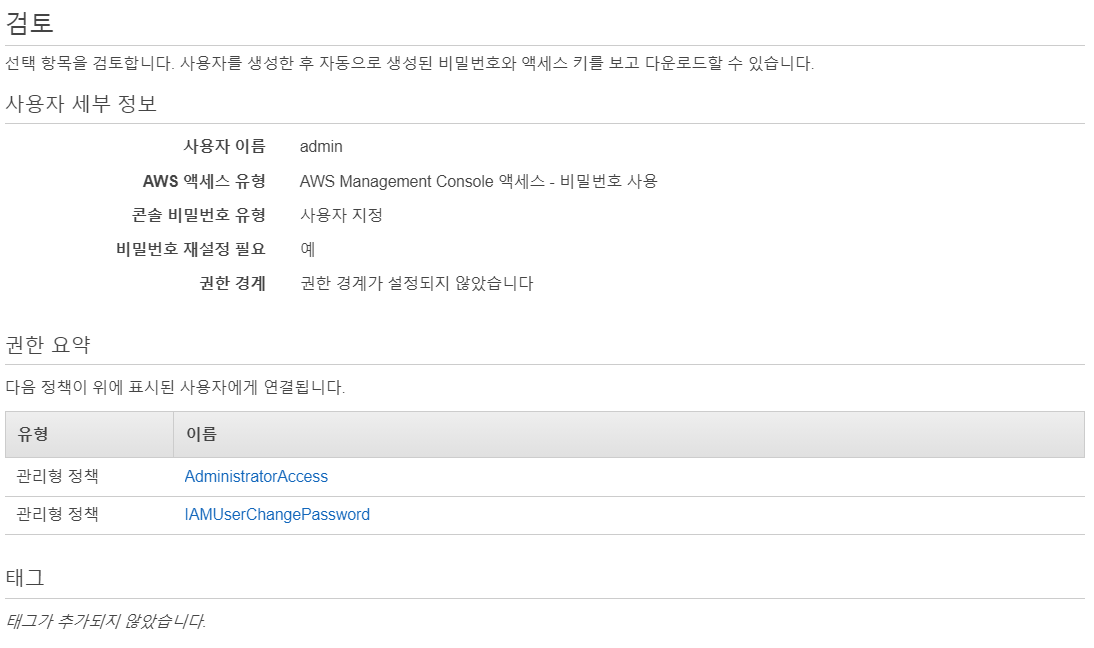 검토
선택 항목을 검토합니다. 사용자를 생성한 후 자동으로 생성된 비밀번호와 액세스 키를 보고 다운로드할 수 있습니다.
사용자 세부 정보
사용자 이름 admin
AWS 액세스 유형 AWS Management Console 액세스 - 비밀번호 사용
콘솔 비밀번호 유형 사용자 지정
비밀번호 재설정 필요 예
권한 경계 권한 경계가 설정되지 않았습니다
권한 요약
다음 정책이 위에 표시된 사용자에게 연결됩니다.
유형 이름
관리형 정책 AdministratorAccess
관리형 정책 IAMUserChangePassword
태그
태그가 추가되지 않았습니다.